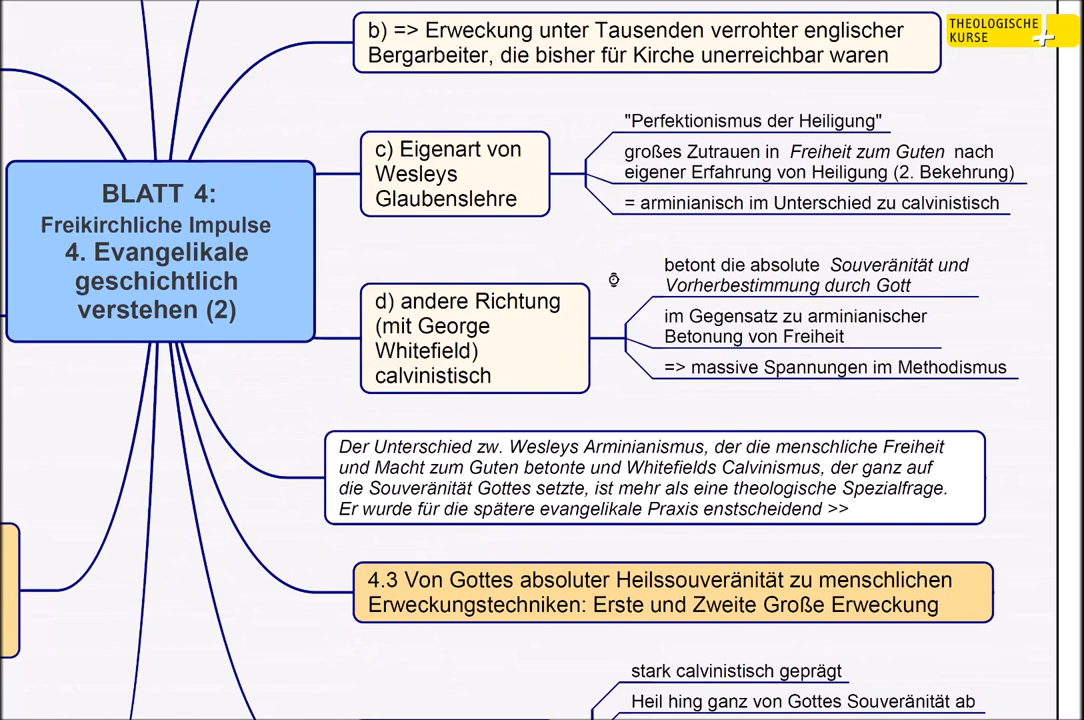 b) => Erweckung unter Tausenden verrohter englischer
Bergarbeiter, die bisher für Kirche unerreichbar waren
THEOLOGISCHE
KURSE
c) Eigenart von
Wesleys
Glaubenslehre
"Perfektionismus der Heiligung"
großes Zutrauen in Freiheit zum Guten nach
eigener Erfahrung von Heiligung (2. Bekehrung)
= arminianisch im Unterschied zu calvinistisch
BLATT 4:
Freikirchliche Impulse
4. Evangelikale
geschichtlich
verstehen (2)
d) andere Richtung
(mit George
Whitefield)
calvinistisch
betont die absolute Souveränität und
Vorherbestimmung durch Gott
im Gegensatz zu arminianischer
Betonung von Freiheit
=> massive Spannungen im Methodismus
Der Unterschied zw. Wesleys Arminianismus, der die menschliche Freiheit
und Macht zum Guten betonte und Whitefields Calvinismus, der ganz auf
die Souveränität Gottes setzte, ist mehr als eine theologische Spezialfrage.
Er wurde für die spätere evangelikale Praxis enstscheidend >>
4.3 Von Gottes absoluter Heilssouveränität zu menschlichen
Erweckungstechniken: Erste und Zweite Große Erweckung
stark calvinistisch geprägt
Heil hing ganz von Gottes Souveränität ab